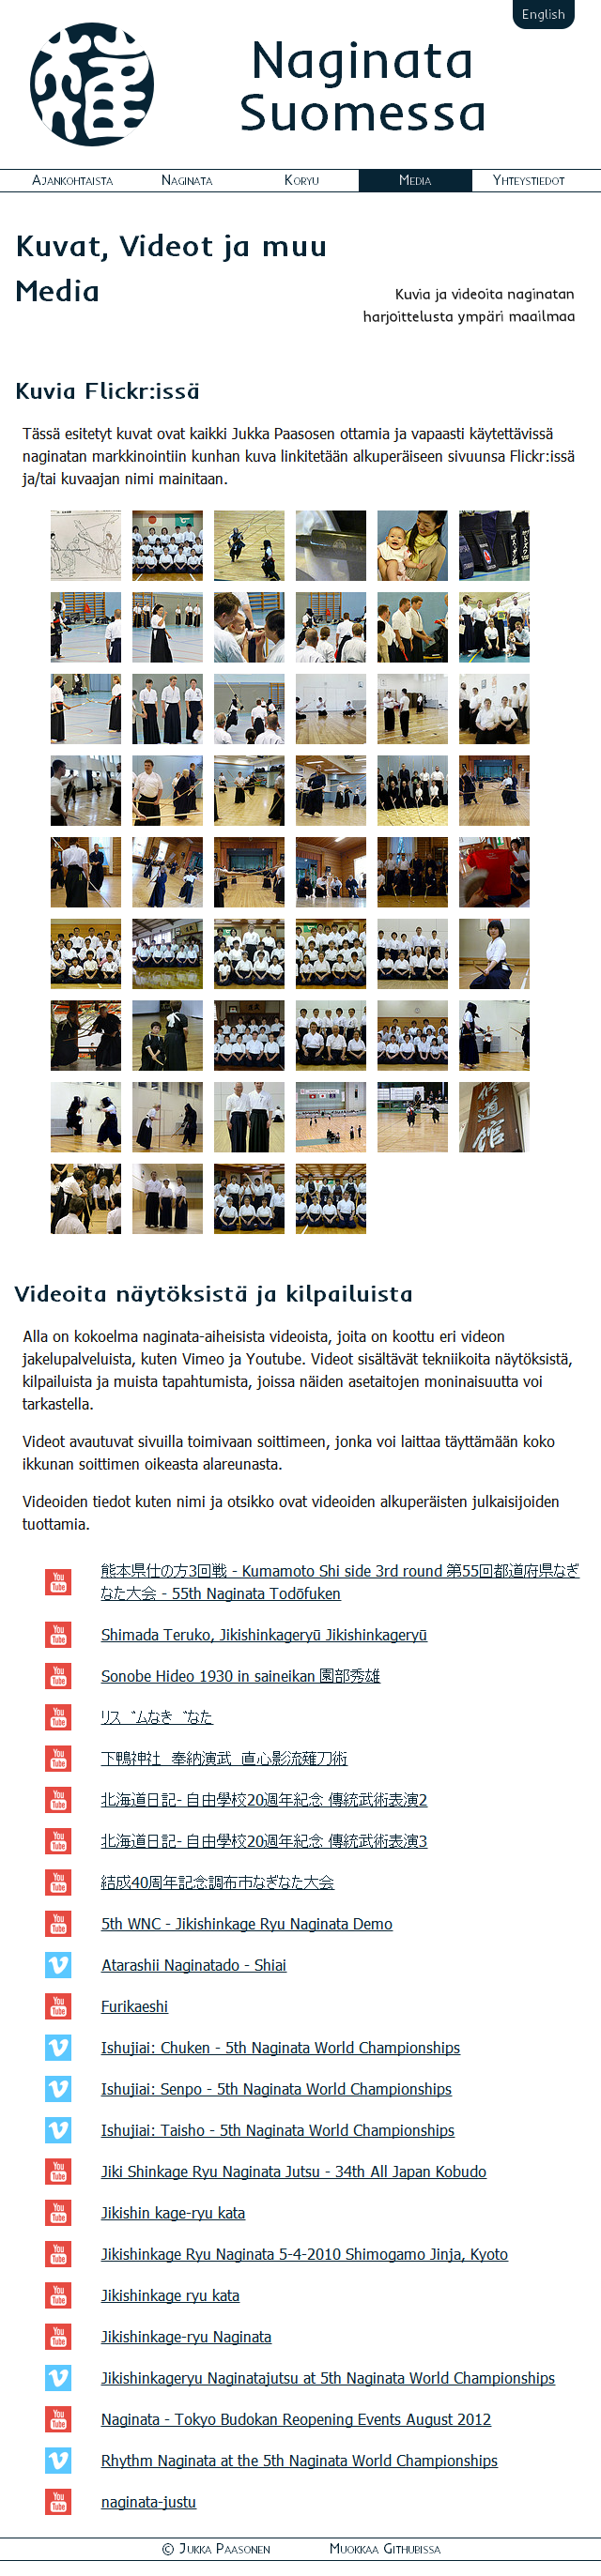 English
Naginata
Suomessa
Ajankohtaista Naginata Koryu Media Yhteystiedot
Kuvat, Videot ja muu
Media
Kuvia ja videoita naginatan
harjoittelusta ympäri maailmaa
Kuvia Flickr:issä
Tässä esitetyt kuvat ovat kaikki Jukka Paasosen ottamia ja vapaasti käytettävissä
naginatan markkinointiin kunhan kuva linkitetään alkuperäiseen sivuunsa Flickr:issä
ja/tai kuvaajan nimi mainitaan.
Videoita näytöksistä ja kilpailuista
Alla on kokoelma naginata-aiheisista videoista, joita on koottu eri videon
jakelupalveluista, kuten Vimeo ja Youtube. Videot sisältävät tekniikoita näytöksistä,
kilpailuista ja muista tapahtumista, joissa näiden asetaitojen moninaisuutta voi
tarkastella.
Videot avautuvat sivuilla toimivaan soittimeen, jonka voi laittaa täyttämään koko
ikkunan soittimen oikeasta alareunasta.
Videoiden tiedot kuten nimi ja otsikko ovat videoiden alkuperäisten julkaisijoiden
tuottamia.
熊本県仕の方3回戦 - Kumamoto Shi side 3rd round 第55回都道府県なぎ
なた大会 - 55th Naginata Todōfuken
Shimada Teruko, Jikishinkageryū Jikishinkageryū
Sonobe Hideo 1930 in saineikan 園部秀雄
リズムなぎなた
下鴨神社　奉納演武　直心影流薙刀術
北海道日記- 自由學校20週年紀念 傳統武術表演2
北海道日記- 自由學校20週年紀念 傳統武術表演3
結成40周年記念調布市なぎなた大会
5th WNC - Jikishinkage Ryu Naginata Demo
Atarashii Naginatado - Shiai
Furikaeshi
Ishujiai: Chuken - 5th Naginata World Championships
Ishujiai: Senpo - 5th Naginata World Championships
Ishujiai: Taisho - 5th Naginata World Championships
Jiki Shinkage Ryu Naginata Jutsu - 34th All Japan Kobudo
Jikishin kage-ryu kata
Jikishinkage Ryu Naginata 5-4-2010 Shimogamo Jinja, Kyoto
Jikishinkage ryu kata
Jikishinkage-ryu Naginata
Jikishinkageryu Naginatajutsu at 5th Naginata World Championships
Naginata - Tokyo Budokan Reopening Events August 2012
Rhythm Naginata at the 5th Naginata World Championships
naginata-justu
© Jukka Paasonen Muokkaa Githubissa